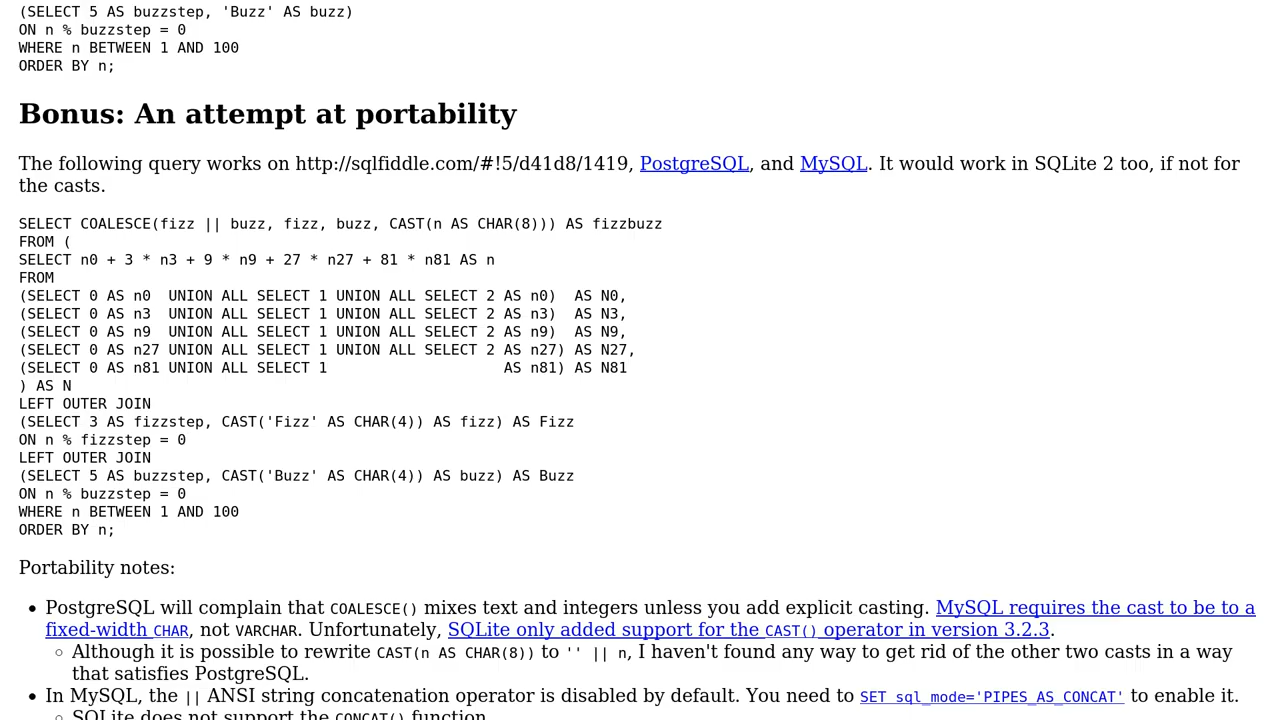 (SELECT 5 AS buzzstep, 'Buzz' AS buzz)
ON n % buzzstep = 0
WHERE n BETWEEN 1 AND 100
ORDER BY n;
Bonus: An attempt at portability
The following query works on http://sqlfiddle.com/#!5/d41d8/1419, PostgreSQL, and MySQL. It would work in SQLite 2 too, if not for
the casts.
SELECT COALESCE(fizz || buzz, fizz, buzz, CAST(n AS CHAR(8))) AS fizzbuzz
FROM (
SELECT n0 + 3 * n3 + 9 * n9 + 27 * n27 + 81 * n81 AS n
FROM
(SELECT 0 AS n0  UNION ALL SELECT 1 UNION ALL SELECT 2 AS n0)  AS N0,
(SELECT 0 AS n3  UNION ALL SELECT 1 UNION ALL SELECT 2 AS n3)  AS N3,
(SELECT 0 AS n9  UNION ALL SELECT 1 UNION ALL SELECT 2 AS n9)  AS N9,
(SELECT 0 AS n27 UNION ALL SELECT 1 UNION ALL SELECT 2 AS n27) AS N27,
(SELECT 0 AS n81 UNION ALL SELECT 1                    AS n81) AS N81
) AS N
LEFT OUTER JOIN
(SELECT 3 AS fizzstep, CAST('Fizz' AS CHAR(4)) AS fizz) AS Fizz
ON n % fizzstep = 0
LEFT OUTER JOIN
(SELECT 5 AS buzzstep, CAST('Buzz' AS CHAR(4)) AS buzz) AS Buzz
ON n % buzzstep = 0
WHERE n BETWEEN 1 AND 100
ORDER BY n;
Portability notes:
• PostgreSQL will complain that COALESCE() mixes text and integers unless you add explicit casting. MySQL requires the cast to be to a
fixed-width CHAR, not VARCHAR. Unfortunately, SQLite only added support for the CAST() operator in version 3.2.3.
◦ Although it is possible to rewrite CAST(n AS CHAR(8)) to '' || n, I haven't found any way to get rid of the other two casts in a way
that satisfies PostgreSQL.
• In MySQL, the || ANSI string concatenation operator is disabled by default. You need to SET sql_mode='PIPES_AS_CONCAT' to enable it.
◦ SQLite does not support the CONCAT() function.